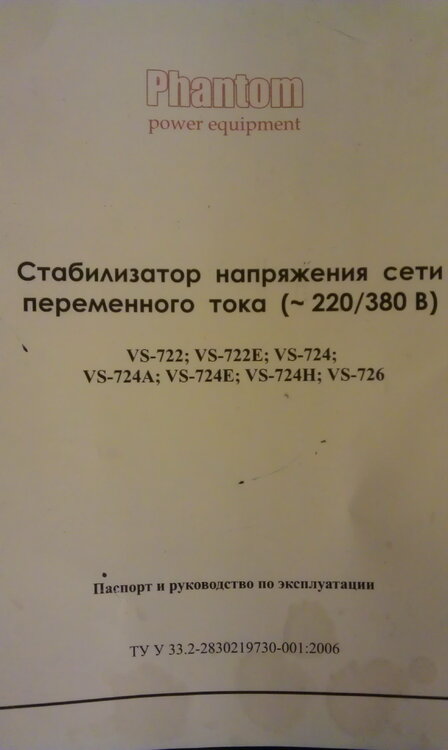 Phantom
power equipment
Стабилизатор напряжения сети
переменного тока (~ 220/380 В)
VS-722; VS-722E; VS-724;
VS-724A; VS-724E; VS-724H; VS-726
Паспорт и руководство по эксплуатации
ТУ У 33.2-2830219730-001:2006